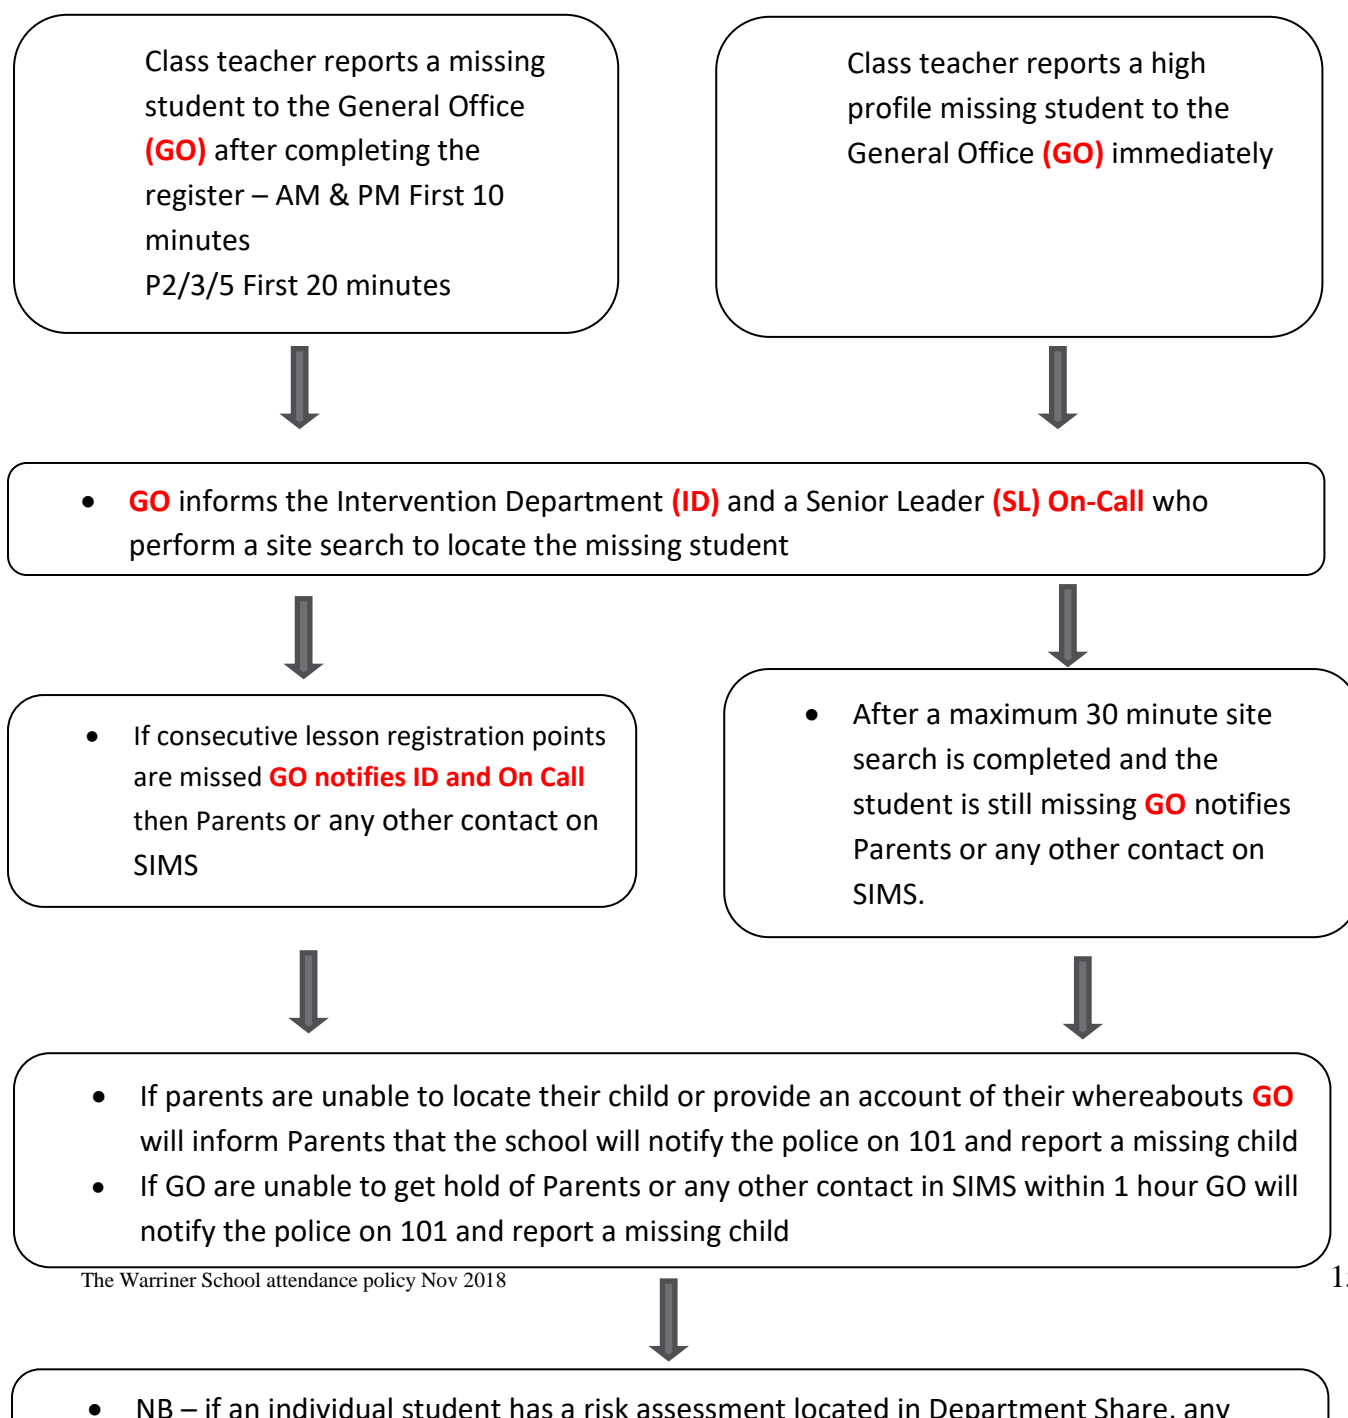 Class teacher reports a missing
student to the General Office
(GO) after completing the
register – AM & PM First 10
minutes
P2/3/5 First 20 minutes
Class teacher reports a high
profile missing student to the
General Office (GO) immediately
• GO informs the Intervention Department (ID) and a Senior Leader (SL) On-Call who
perform a site search to locate the missing student
• If consecutive lesson registration points
are missed GO notifies ID and On Call
then Parents or any other contact on
SIMS
• After a maximum 30 minute site
search is completed and the
student is still missing GO notifies
Parents or any other contact on
SIMS.
• If parents are unable to locate their child or provide an account of their whereabouts GO
will inform Parents that the school will notify the police on 101 and report a missing child
• If GO are unable to get hold of Parents or any other contact in SIMS within 1 hour GO will
notify the police on 101 and report a missing child
The Warriner School attendance policy Nov 2018
• NB – if an individual student has a risk assessment located in Department Share, any